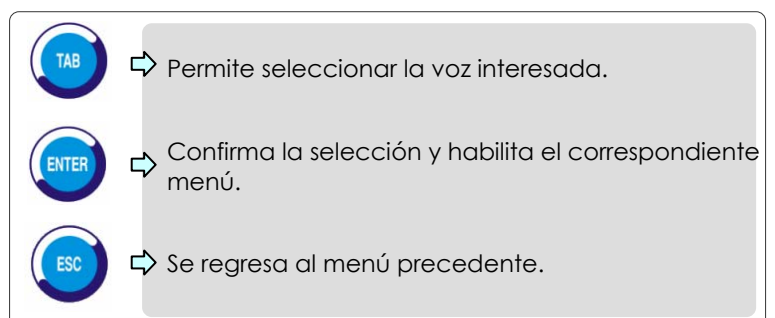 TAB
Permite seleccionar la voz interesada.
ENTER
Confirma la selección y habilita el correspondiente
menú.
ESC
Se regresa al menú precedente.